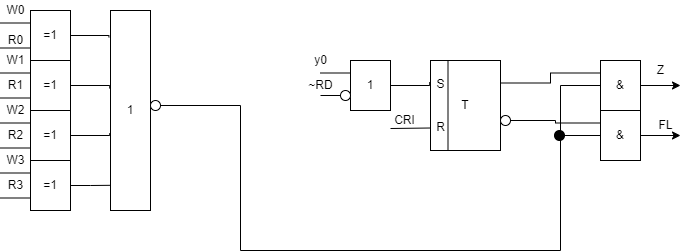 W0
=1
R0
W1
=1
R1
W2
=1
R2
W3
=1
R3
1
y0
~RD
1
CRI
S
R
T
&
&
Z
FL